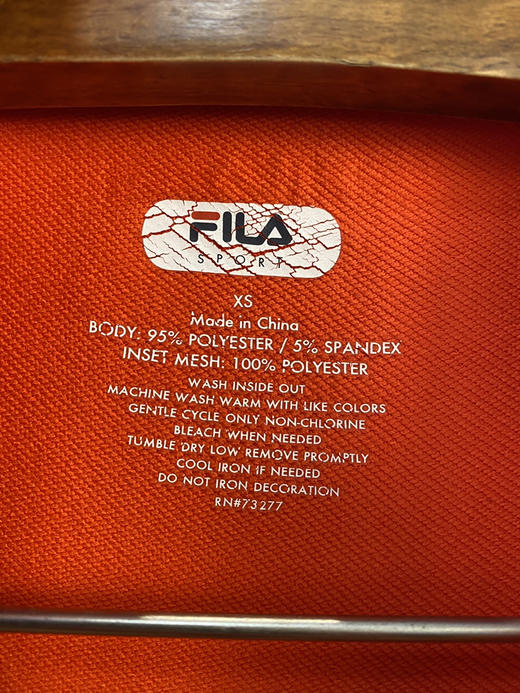 FILA
SPORT
XS
Made in China
BODY: 95% POLYESTER / 5% SPANDEX
INSET MESH: 100% POLYESTER
WASH INSIDE OUT
MACHINE WASH WARM WITH LIKE COLORS
GENTLE CYCLE ONLY NON-CHLORINE
BLEACH WHEN NEEDED
TUMBLE DRY LOW REMOVE PROMPTLY
COOL IRON IF NEEDED
DO NOT IRON DECORATION
RN#73277